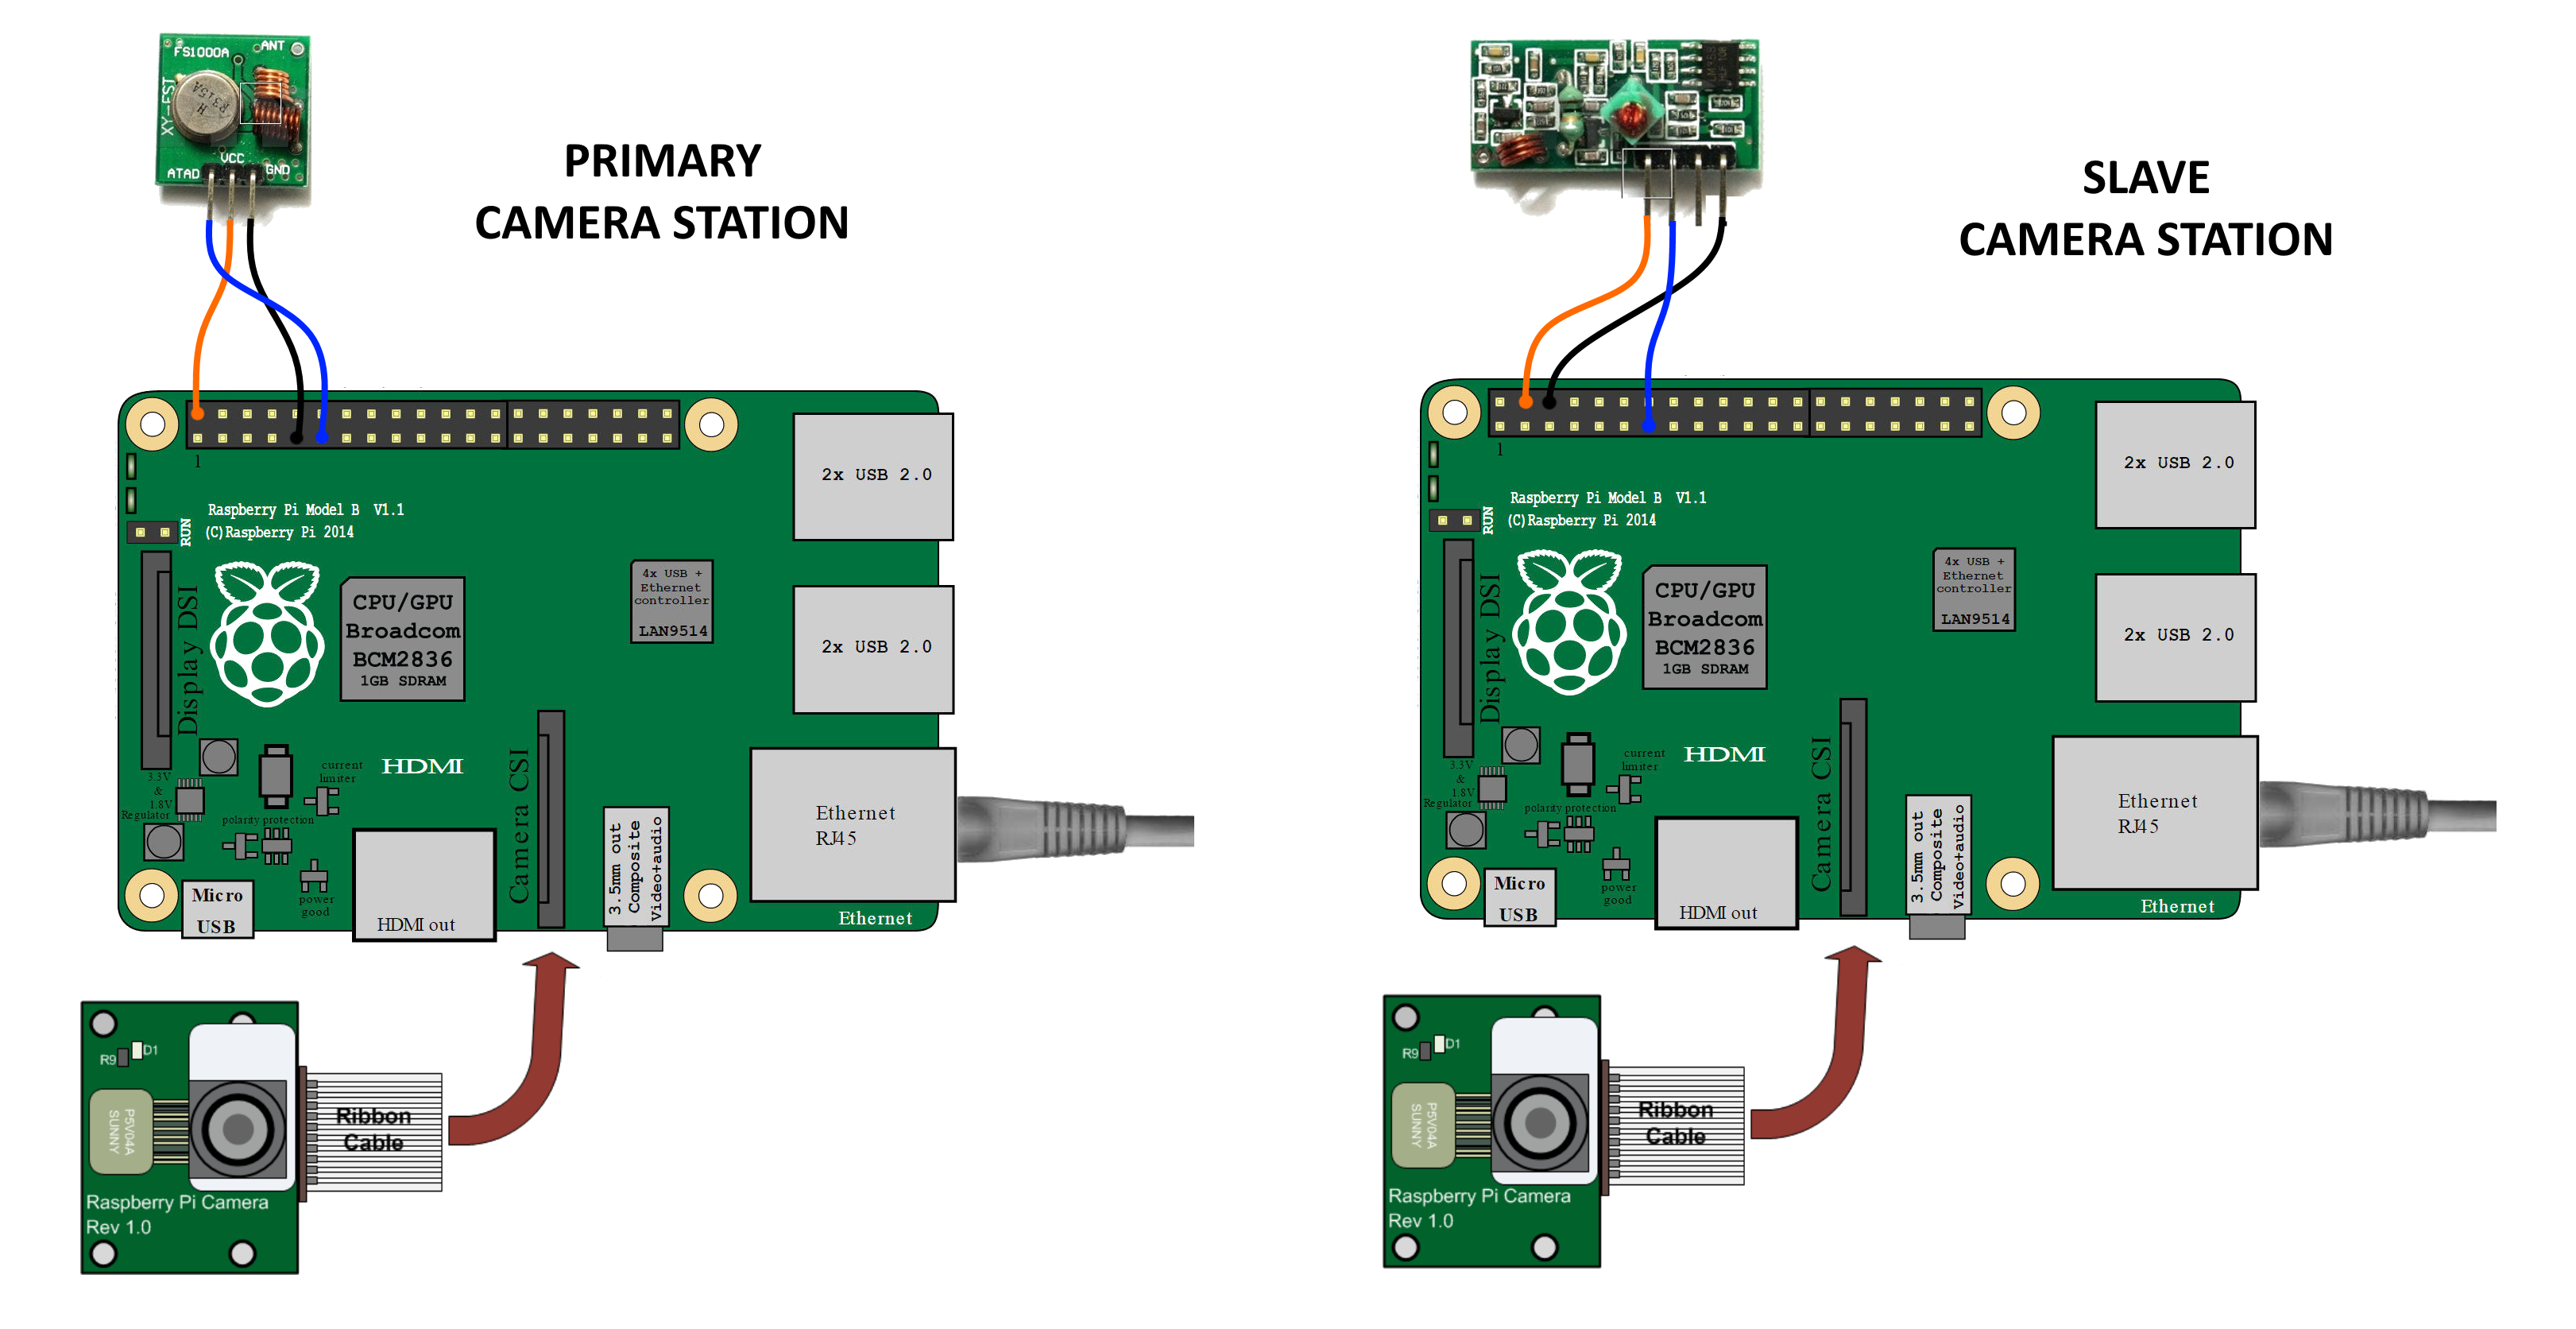 FS1000A
ANT
XY-FST
R315A
VCC
ATAD
GND
PRIMARY
CAMERA STATION
1
Raspberry Pi Model B V1.1
(C)Raspberry Pi 2014
RUN
Display DSI
CPU/GPU
Broadcom
BCM2836
1GB SDRAM
4x USB +
Ethernet
controller
LAN9514
2x USB 2.0
2x USB 2.0
3.3V
&
1.8V
Regulator
current
limiter
polarity protection
power
good
HDMI
Camera CSI
Micro
USB
HDMI out
3.5mm out
Composite
Video+audio
Ethernet
RJ45
Ethernet
R9
D1
P5V04A
SUNNY
Ribbon
Cable
Raspberry Pi Camera
Rev 1.0
SLAVE
CAMERA STATION
1
Raspberry Pi Model B V1.1
(C)Raspberry Pi 2014
RUN
Display DSI
CPU/GPU
Broadcom
BCM2836
1GB SDRAM
4x USB +
Ethernet
controller
LAN9514
2x USB 2.0
2x USB 2.0
3.3V
&
1.8V
Regulator
current
limiter
polarity protection
power
good
HDMI
Camera CSI
Micro
USB
HDMI out
3.5mm out
Composite
Video+audio
Ethernet
RJ45
Ethernet
R9
D1
P5V04A
SUNNY
Ribbon
Cable
Raspberry Pi Camera
Rev 1.0